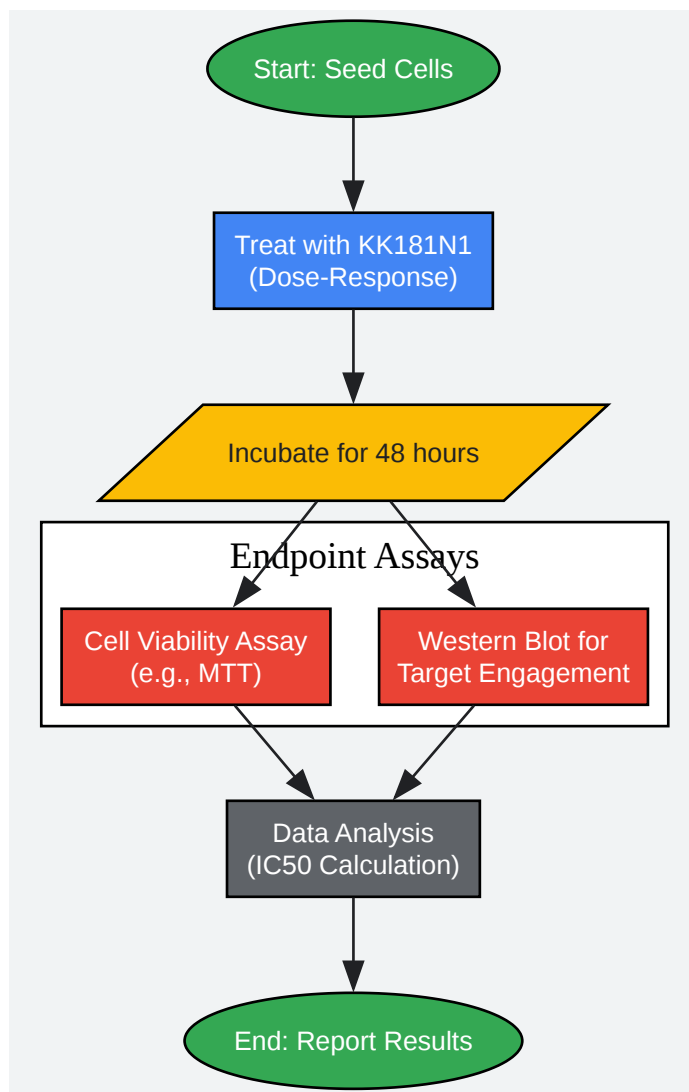 Start: Seed Cells
Treat with KK181N1
(Dose-Response)
Incubate for 48 hours
Endpoint Assays
Cell Viability Assay
(e.g., MTT)
Western Blot for
Target Engagement
Data Analysis
(IC50 Calculation)
End: Report Results